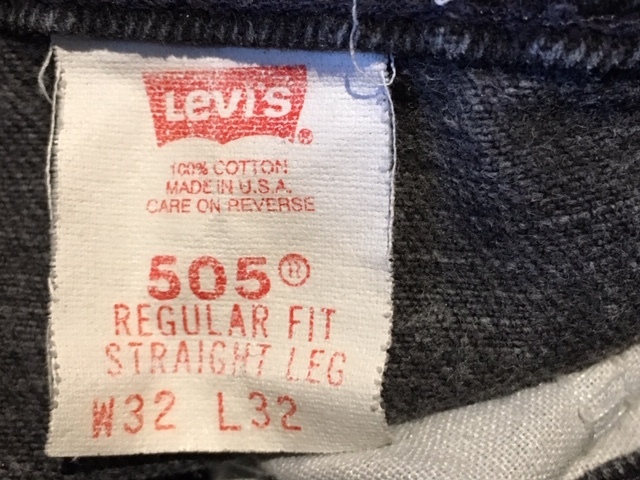 LEVI'S®
100% COTTON
MADE IN U.S.A.
CARE ON REVERSE
505®
REGULAR FIT
STRAIGHT LEG
W32 L32